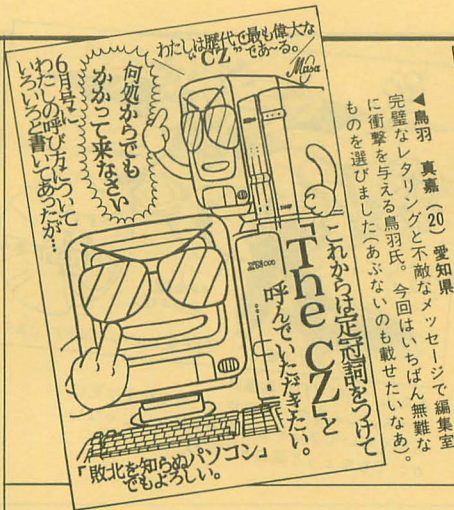 わたしは歴代で最も偉大な
“CZ”であ〜る。
Masa
何処からでも
かかって来なさい
6月号に
わたしの呼び方について
いろいろと書いてあったが…
これからは定冠詞をつけて
「The CZ」と
呼んでいただきたい。
「敗北を知らぬパソコン」
でもよろしい。
◀鳥羽 真嘉(20) 愛知県
完璧なレタリングと不敵なメッセージで編集室
に衝撃を与える鳥羽氏。今回はいちばん無難な
ものを選びました(あぶないのも載せたいなあ)。